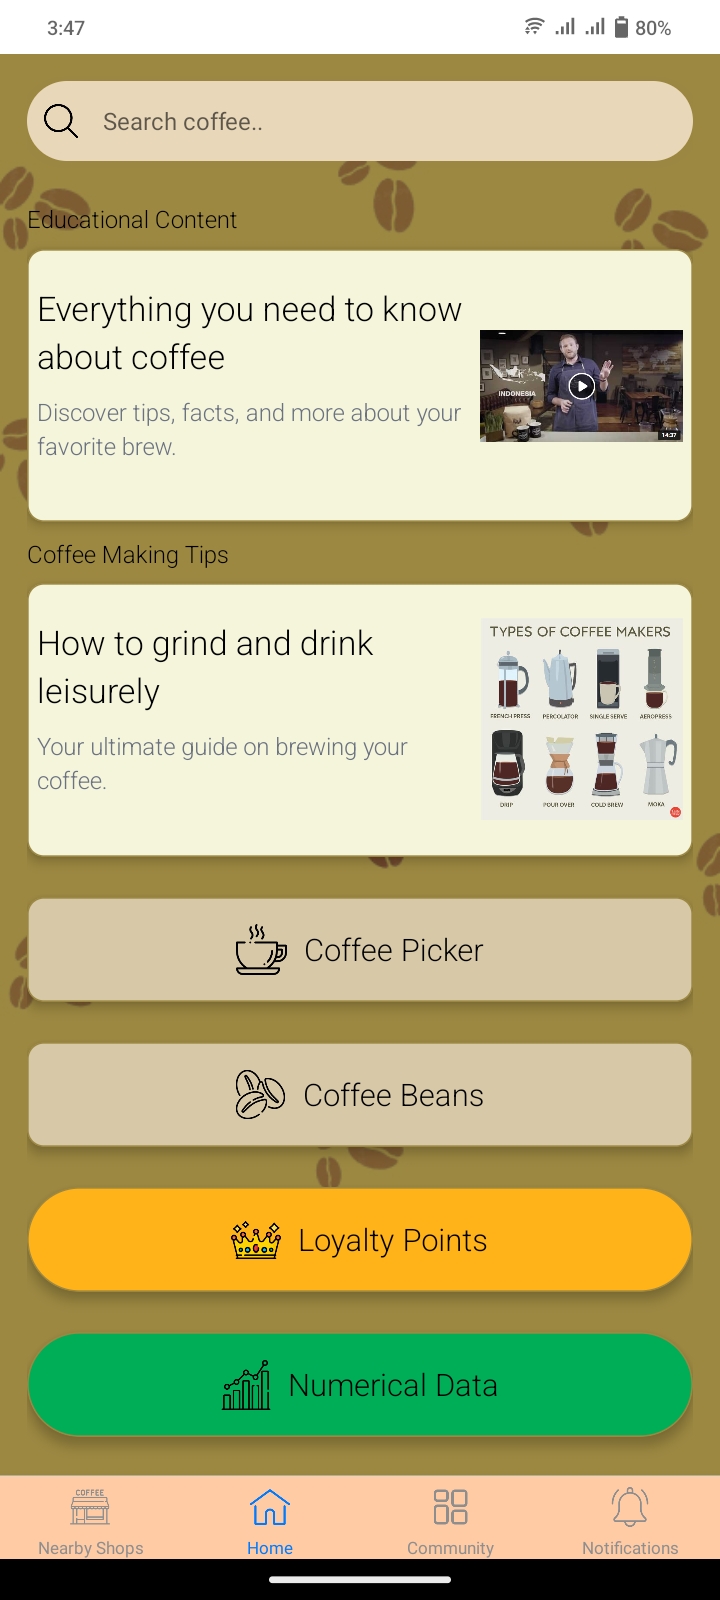 3:47
80%
Search coffee..
Educational Content
Everything you need to know
about coffee
Discover tips, facts, and more about your
favorite brew.
INDONESIA
14:37
Coffee Making Tips
How to grind and drink
leisurely
Your ultimate guide on brewing your
coffee.
TYPES OF COFFEE MAKERS
FRENCH PRESS PERCOLATOR SINGLE SERVE AEROPRESS
DRIP POUR OVER COLD BREW MOKA
Coffee Picker
Coffee Beans
Loyalty Points
Numerical Data
COFFEE
Nearby Shops Home Community Notifications